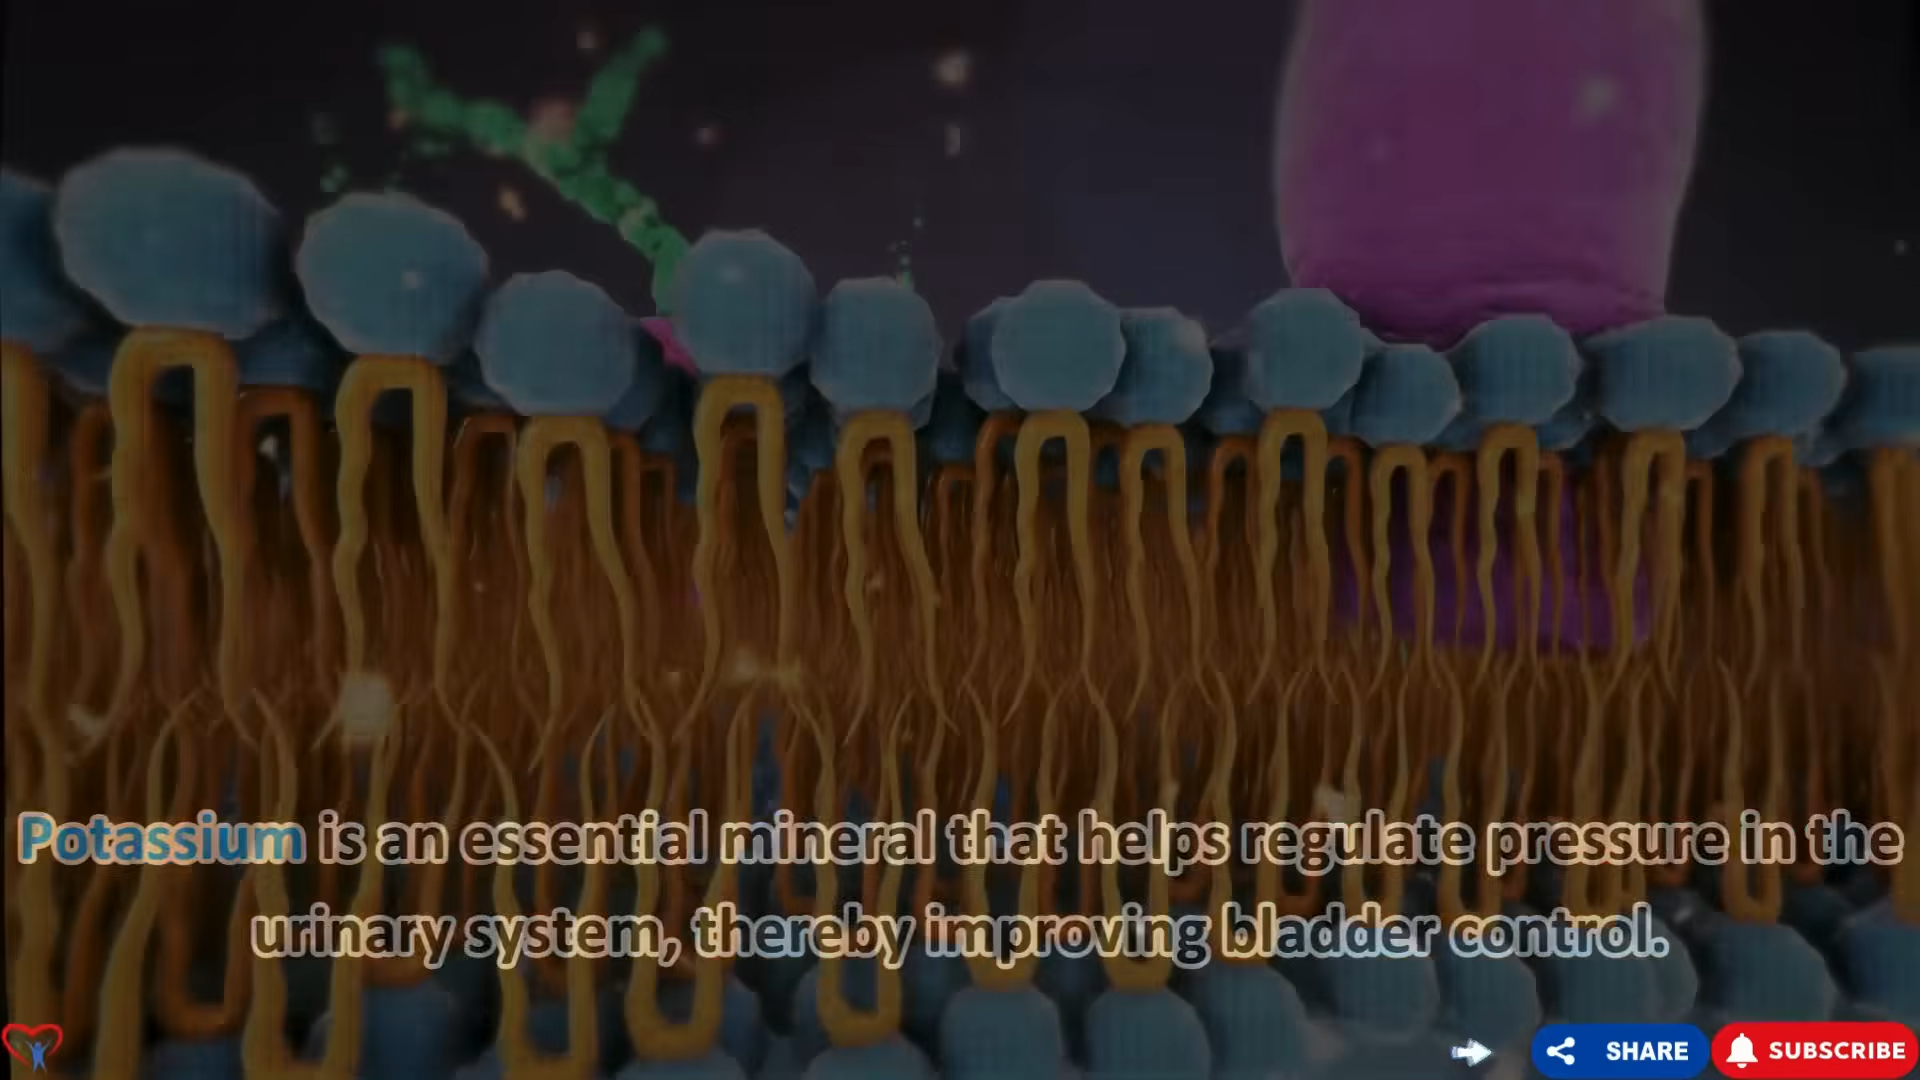 Potassium is an essential mineral that helps regulate pressure in the
urinary system, thereby improving bladder control.
SHARE
SUBSCRIBE